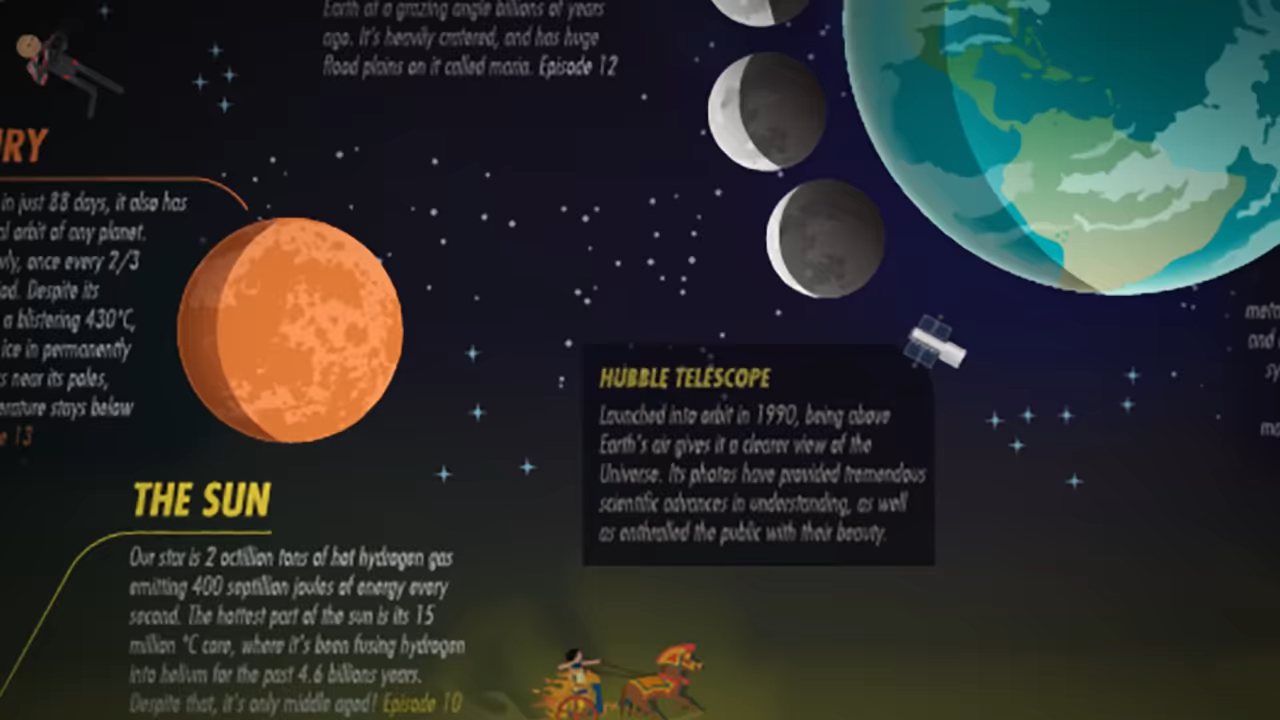 Earth at a grazing angle billions of years
ago. It's heavily cratered, and has huge
flood plains on it called maria. Episode 12
URY
in just 88 days, it also has
al orbit of any planet.
wly, once every 2/3
iod. Despite its
a blistering 430°C,
ice in permanently
s near its poles,
perature stays below
e 13
HUBBLE TELESCOPE
Launched into orbit in 1990, being above
Earth's air gives it a clearer view of the
Universe. Its photos have provided tremendous
scientific advances in understanding, as well
as enthralled the public with their beauty.
THE SUN
Our star is 2 octillion tons of hot hydrogen gas
emitting 400 septillion joules of energy every
second. The hottest part of the sun is its 15
million °C core, where it's been fusing hydrogen
into helium for the past 4.6 billions years.
Despite that, it's only middle aged! Episode 10
meta
and
sy
mo